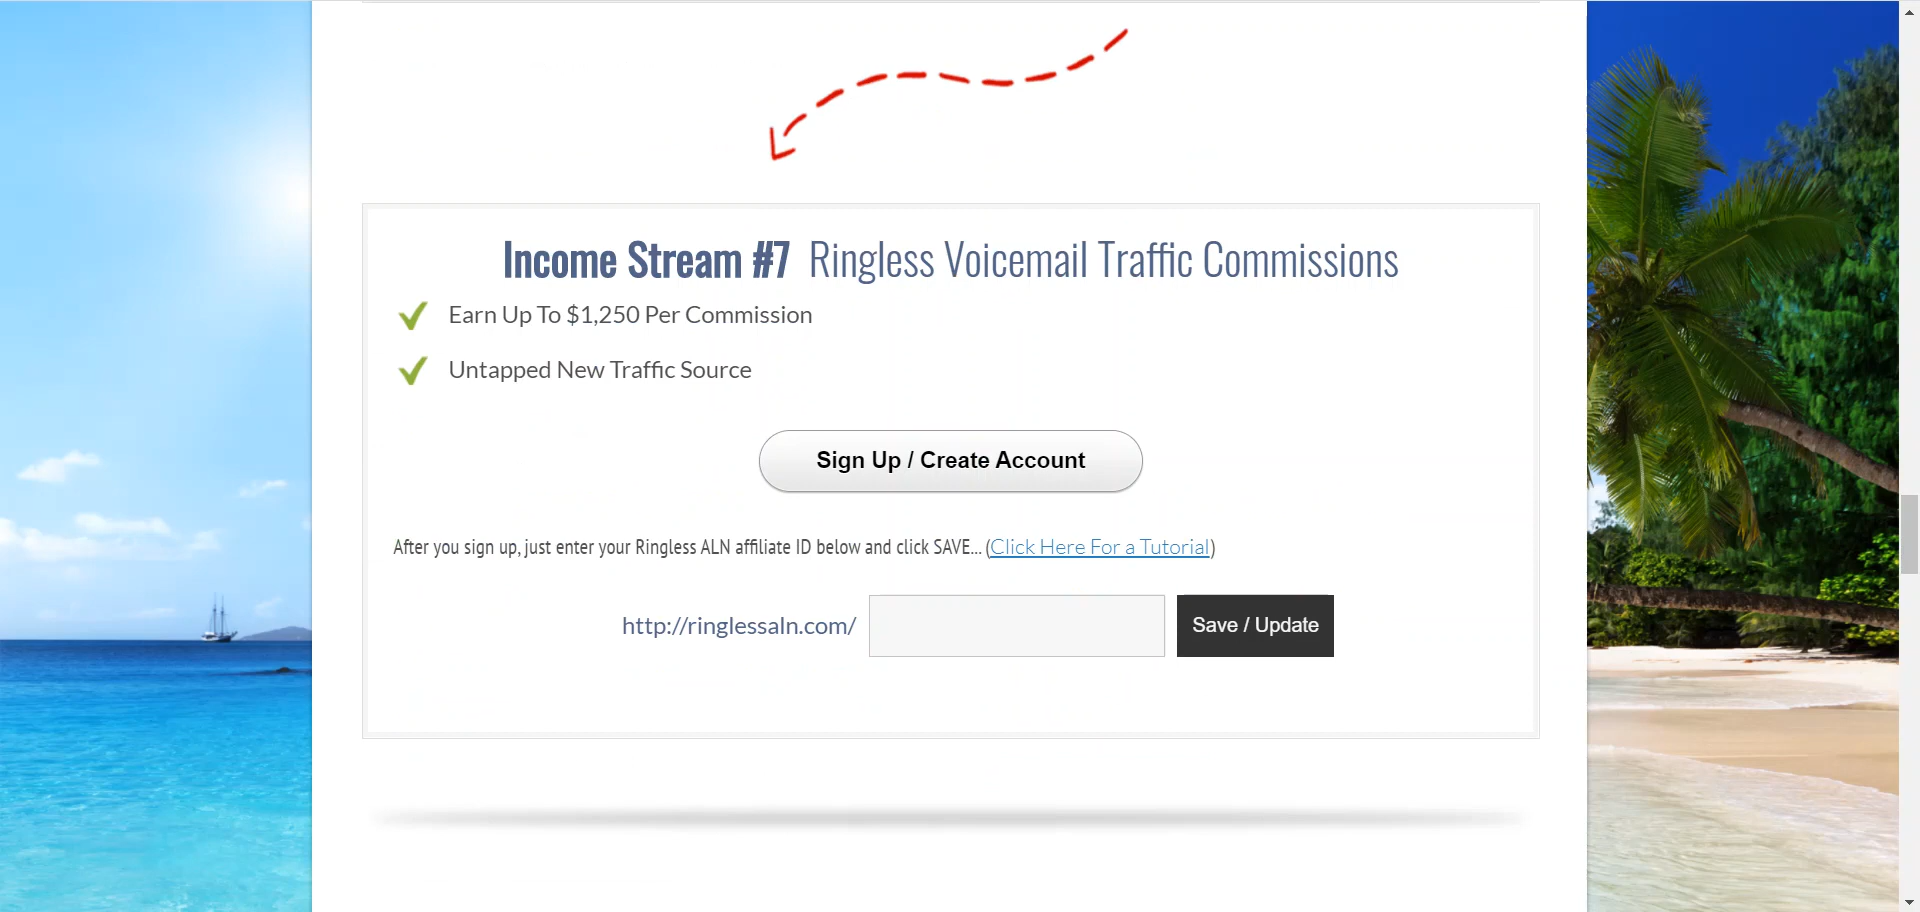 Income Stream #7 Ringless Voicemail Traffic Commissions
Earn Up To $1,250 Per Commission
Untapped New Traffic Source
Sign Up / Create Account
After you sign up, just enter your Ringless ALN affiliate ID below and click SAVE... (Click Here For a Tutorial)
http://ringlessaln.com/
Save / Update